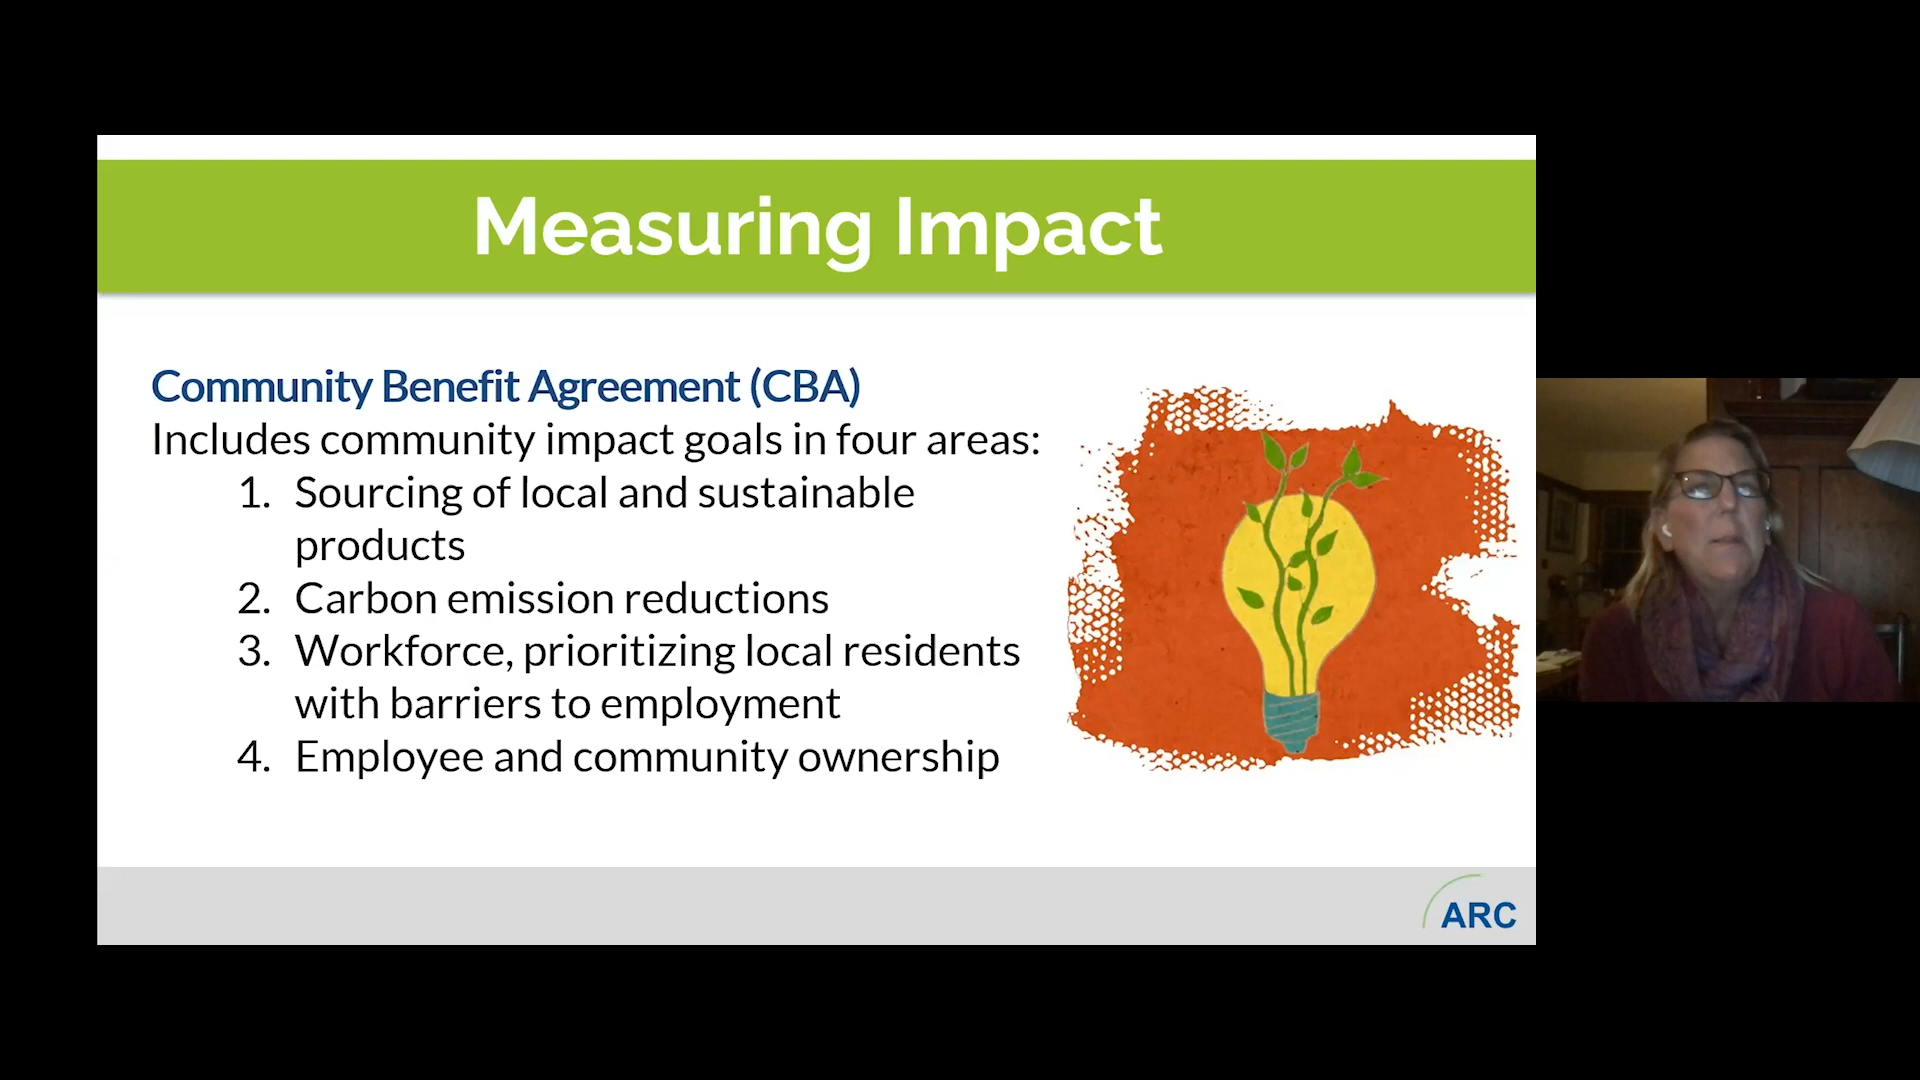 Measuring Impact
Community Benefit Agreement (CBA)
Includes community impact goals in four areas:
1. Sourcing of local and sustainable
products
2. Carbon emission reductions
3. Workforce, prioritizing local residents
with barriers to employment
4. Employee and community ownership
ARC